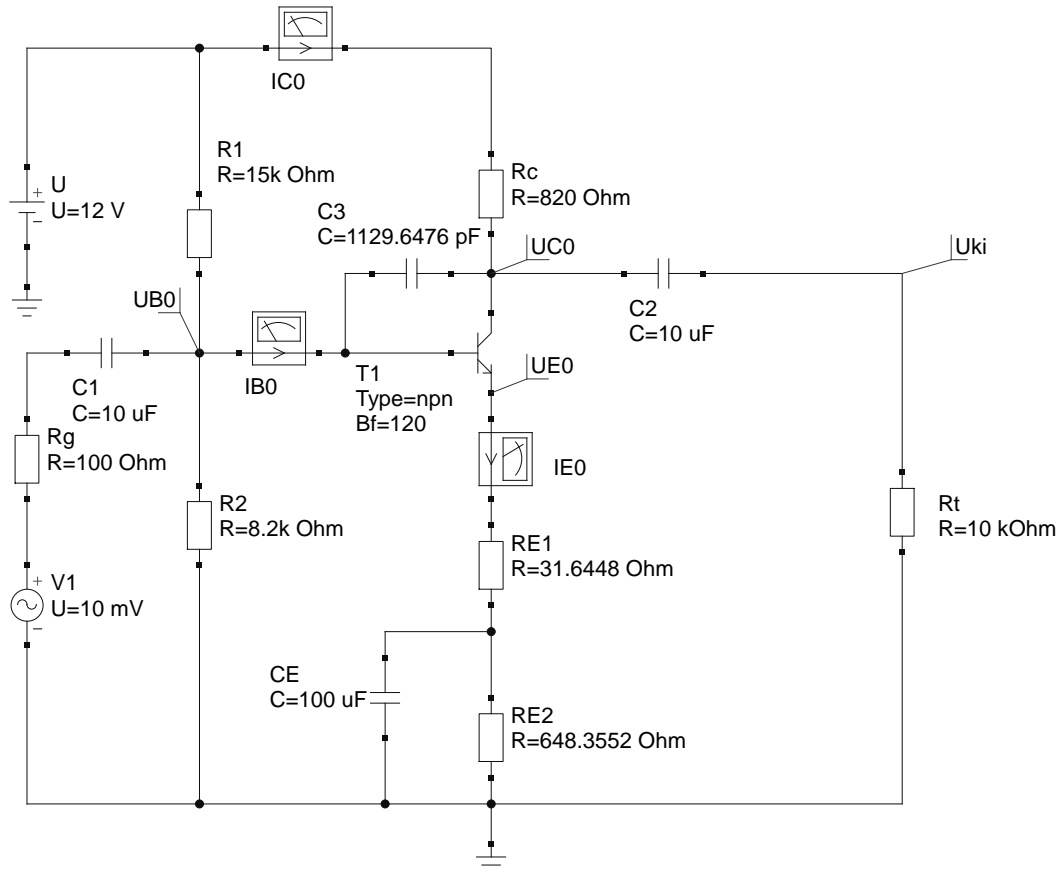 IC0
R1
R=15k Ohm
Rc
R=820 Ohm
U
U=12 V
+
−
C3
C=1129.6476 pF
UC0
Uki
UB0
C2
C=10 uF
C1
C=10 uF
IB0
T1
Type=npn
Bf=120
UE0
Rg
R=100 Ohm
IE0
R2
R=8.2k Ohm
Rt
R=10 kOhm
RE1
R=31.6448 Ohm
V1
U=10 mV
+
−
CE
C=100 uF
RE2
R=648.3552 Ohm